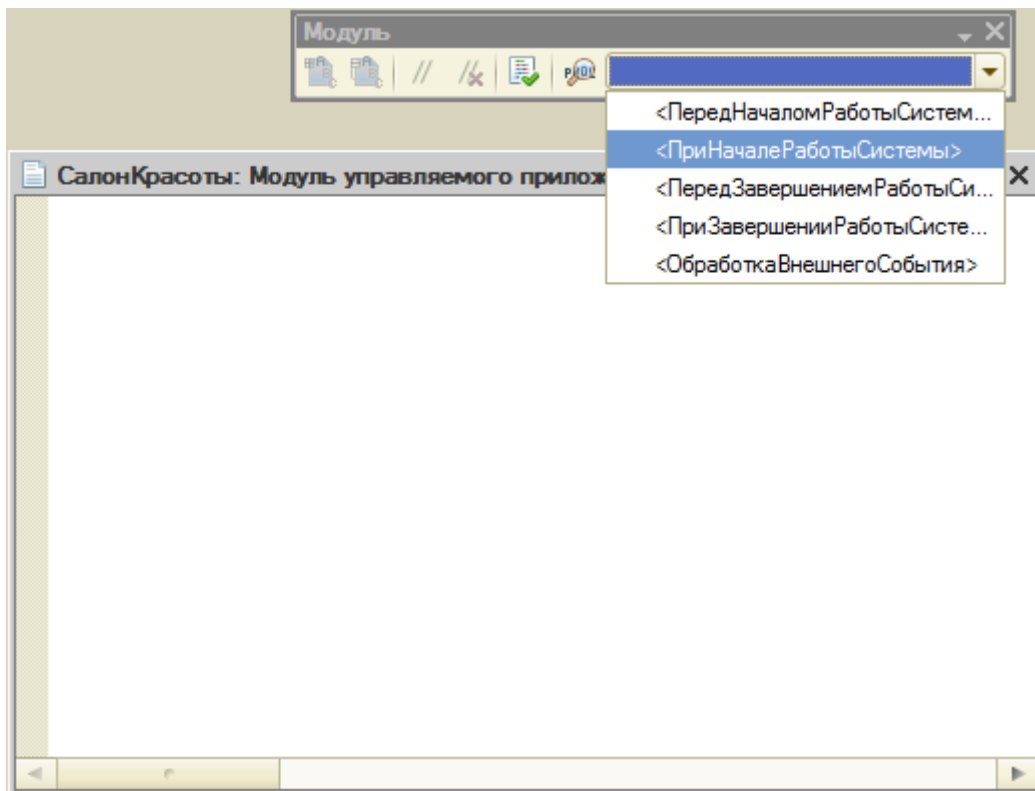 Модуль
<ПередНачаломРаботыСистем...
<ПриНачалеРаботыСистемы>
<ПередЗавершениемРаботыСи...
<ПриЗавершенииРаботыСисте...
<ОбработкаВнешнегоСобытия>
СалонКрасоты: Модуль управляемого прилож